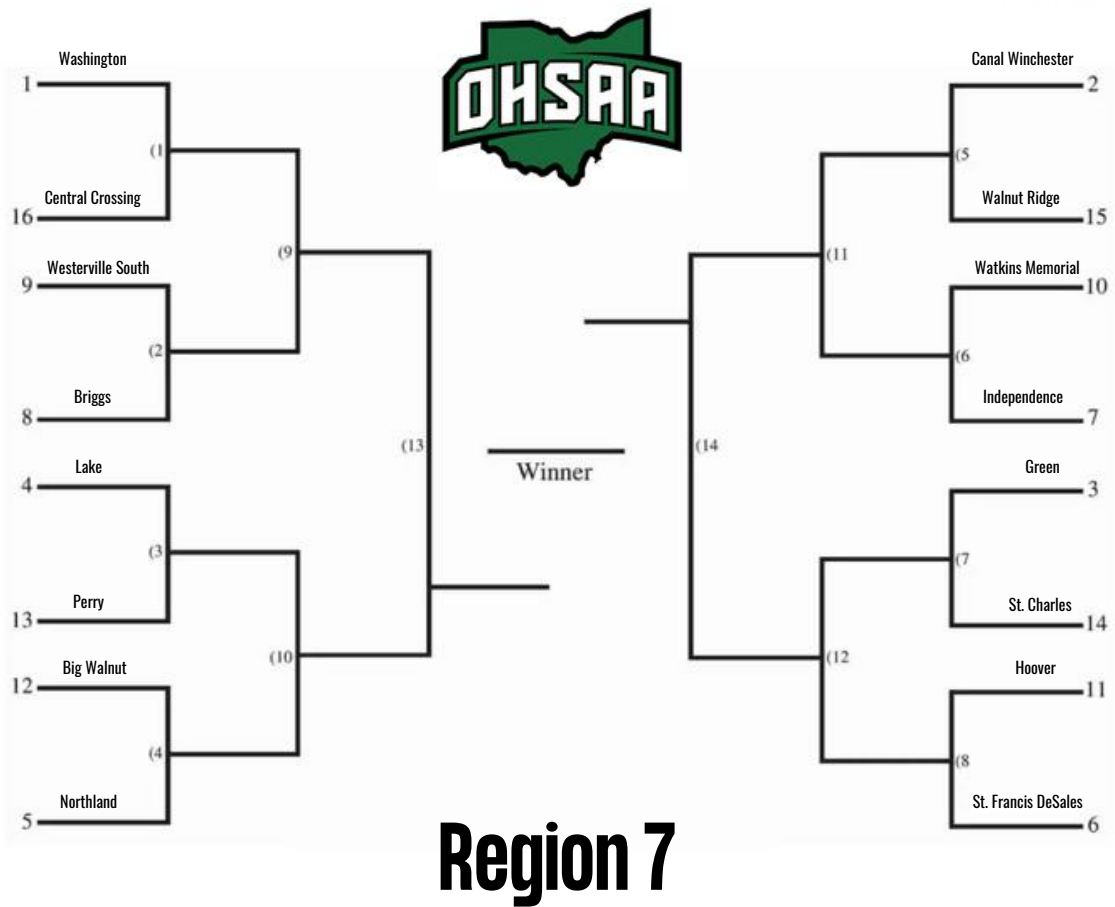 OHSAA
Washington
1
(1
Central Crossing
16
(9
Westerville South
9
(2
Briggs
8
(13
Lake
4
(3
Perry
13
(10
Big Walnut
12
(4
Northland
5
Winner
Canal Winchester
2
(5
Walnut Ridge
15
(11
Watkins Memorial
10
(6
Independence
7
(14
Green
3
(7
St. Charles
14
(12
Hoover
11
(8
St. Francis DeSales
6
Region 7